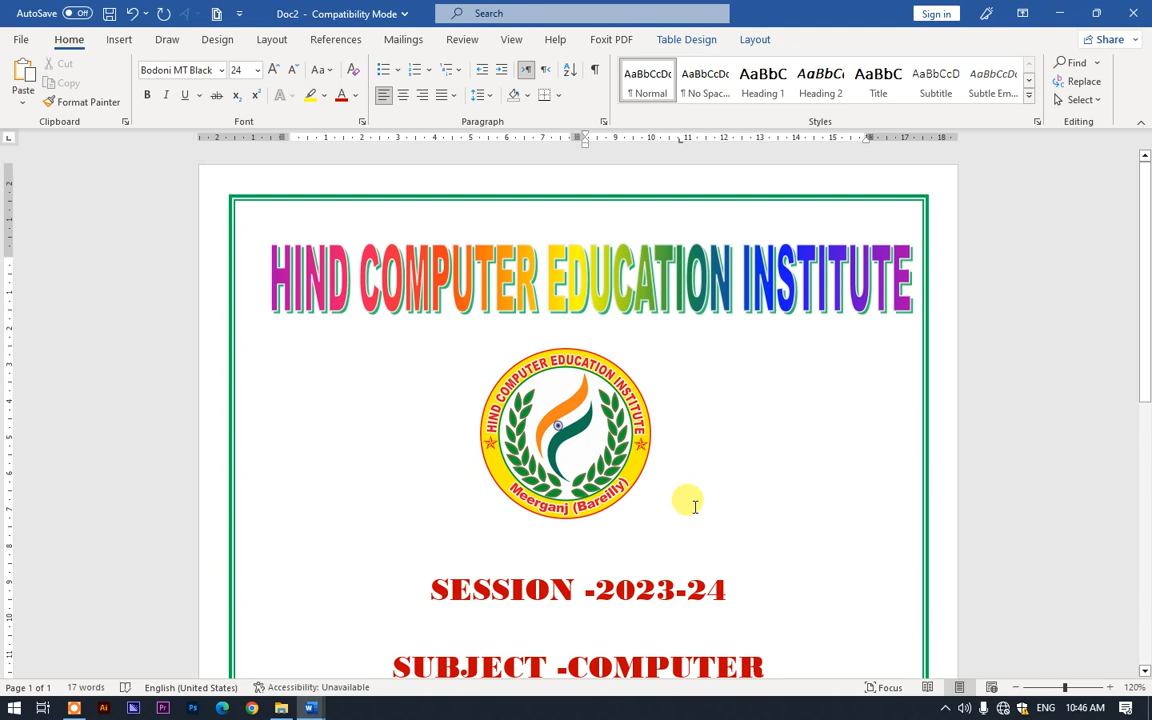 AutoSave Off Doc2 - Compatibility Mode Search Sign in
File Home Insert Draw Design Layout References Mailings Review View Help Foxit PDF Table Design Layout Share
Paste Cut Copy Format Painter
Clipboard
Bodoni MT Black 24
Font
Paragraph
AaBbCcDc ¶ Normal
AaBbCcDc ¶ No Spac...
AaBbC Heading 1
AaBbCc Heading 2
AaBbC Title
AaBbCcD Subtitle
AaBbCcDc Subtle Em...
Styles
Find
Replace
Select
Editing
HIND COMPUTER EDUCATION INSTITUTE
HIND COMPUTER EDUCATION INSTITUTE
Meerganj (Bareilly)
SESSION -2023-24
SUBJECT -COMPUTER
Page 1 of 1 17 words English (United States) Accessibility: Unavailable Focus 120%
ENG 10:46 AM